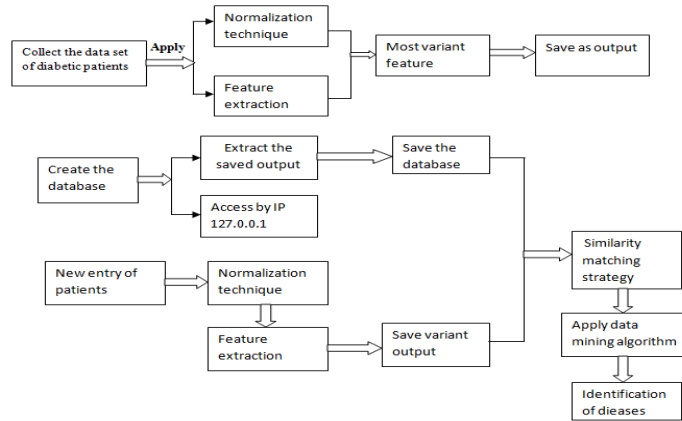 Collect the data set
of diabetic patients
Apply
Normalization
technique
Feature
extraction
Most variant
feature
Save as output
Create the
database
Extract the
saved output
Access by IP
127.0.0.1
Save the
database
New entry of
patients
Normalization
technique
Feature
extraction
Save variant
output
Similarity
matching
strategy
Apply data
mining algorithm
Identification
of dieases